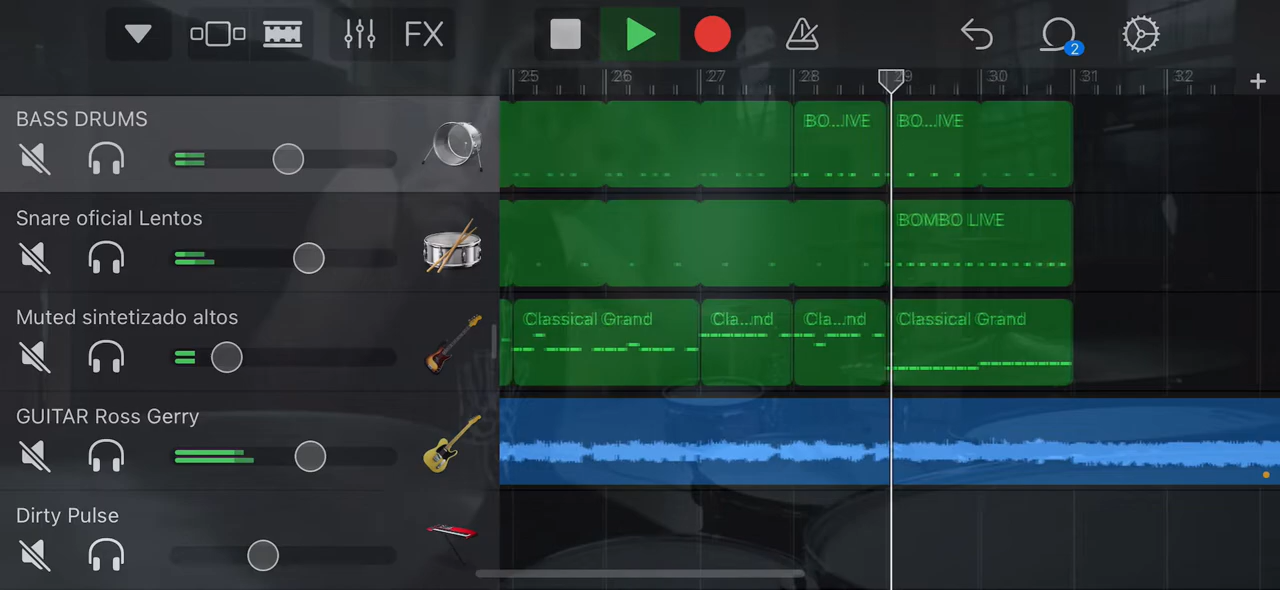 FX
2
25 26 27 28 29 30 31 32 +
BASS DRUMS
BO...IVE BO...IVE
Snare oficial Lentos
BOMBO LIVE
Muted sintetizado altos
Classical Grand Cla...nd Cla...nd Classical Grand
GUITAR Ross Gerry
Dirty Pulse